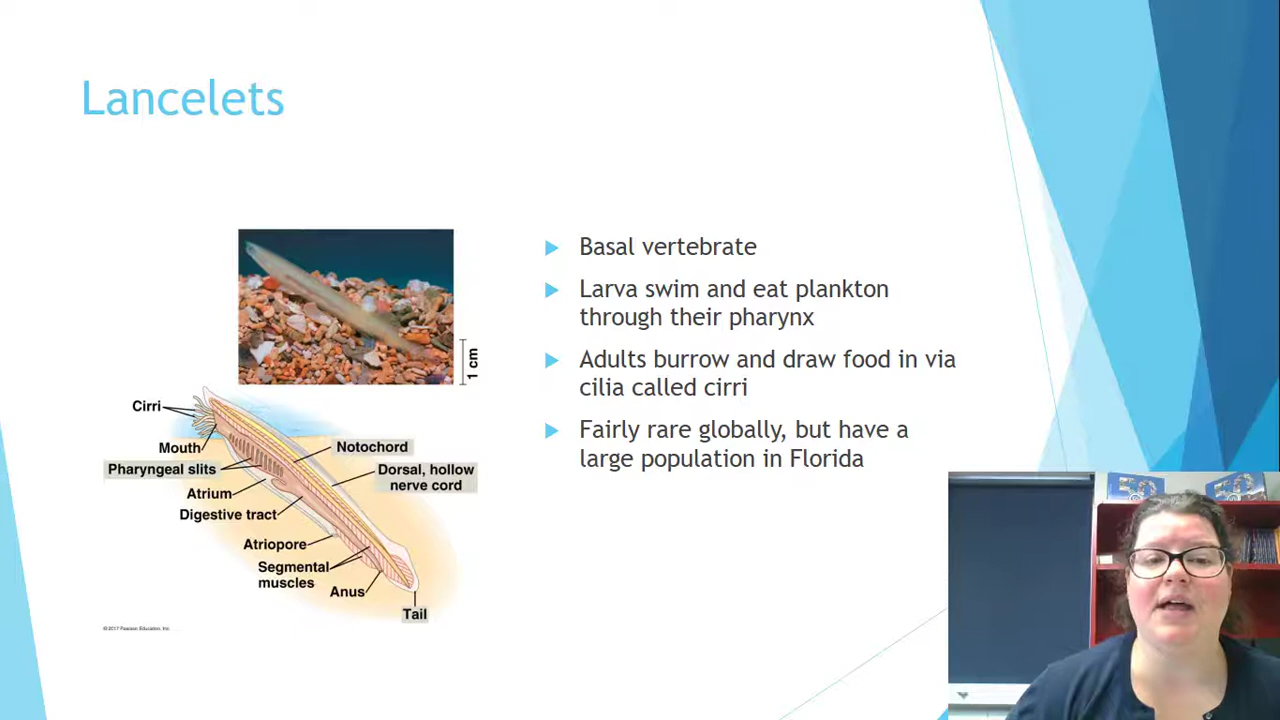 Lancelets
1 cm
Cirri
Mouth
Pharyngeal slits
Atrium
Digestive tract
Atriopore
Segmental
muscles
Anus
Tail
Notochord
Dorsal, hollow
nerve cord
© 2017 Pearson Education, Inc.
Basal vertebrate
Larva swim and eat plankton
through their pharynx
Adults burrow and draw food in via
cilia called cirri
Fairly rare globally, but have a
large population in Florida
50
50